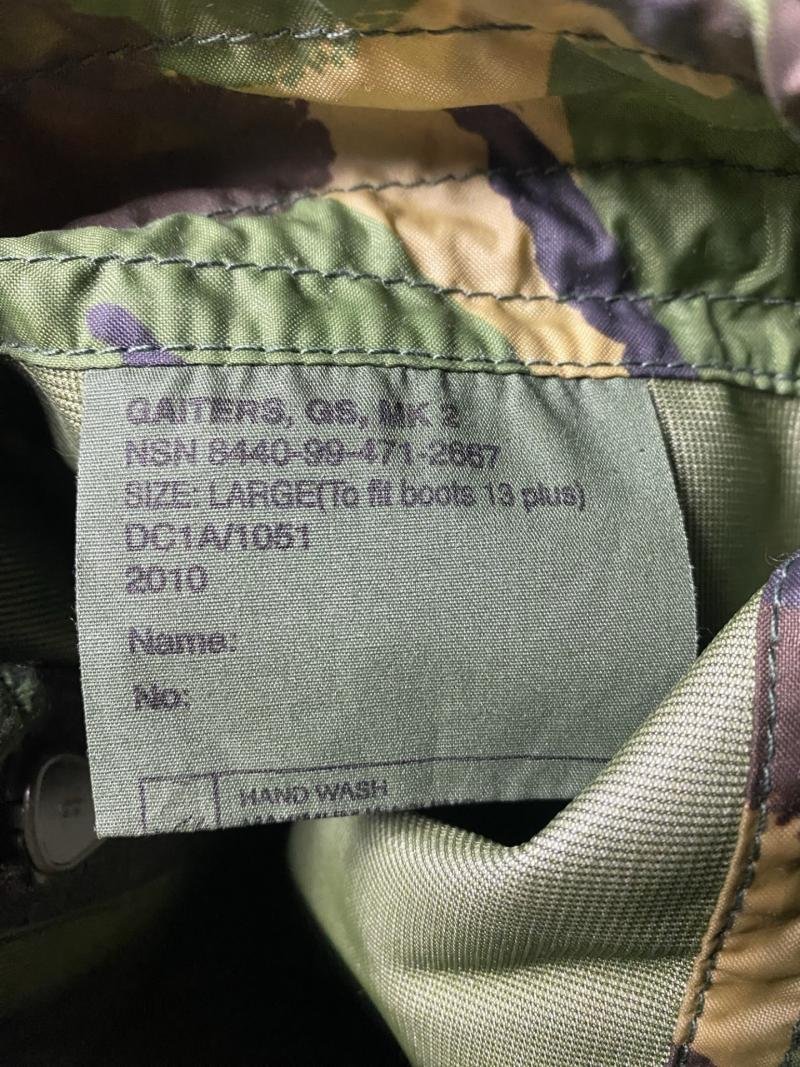 GAITERS, GS, MK 2
NSN 8440-99-471-2667
SIZE: LARGE(To fit boots 13 plus)
DC1A/1051
2010
Name:
No:
HAND WASH